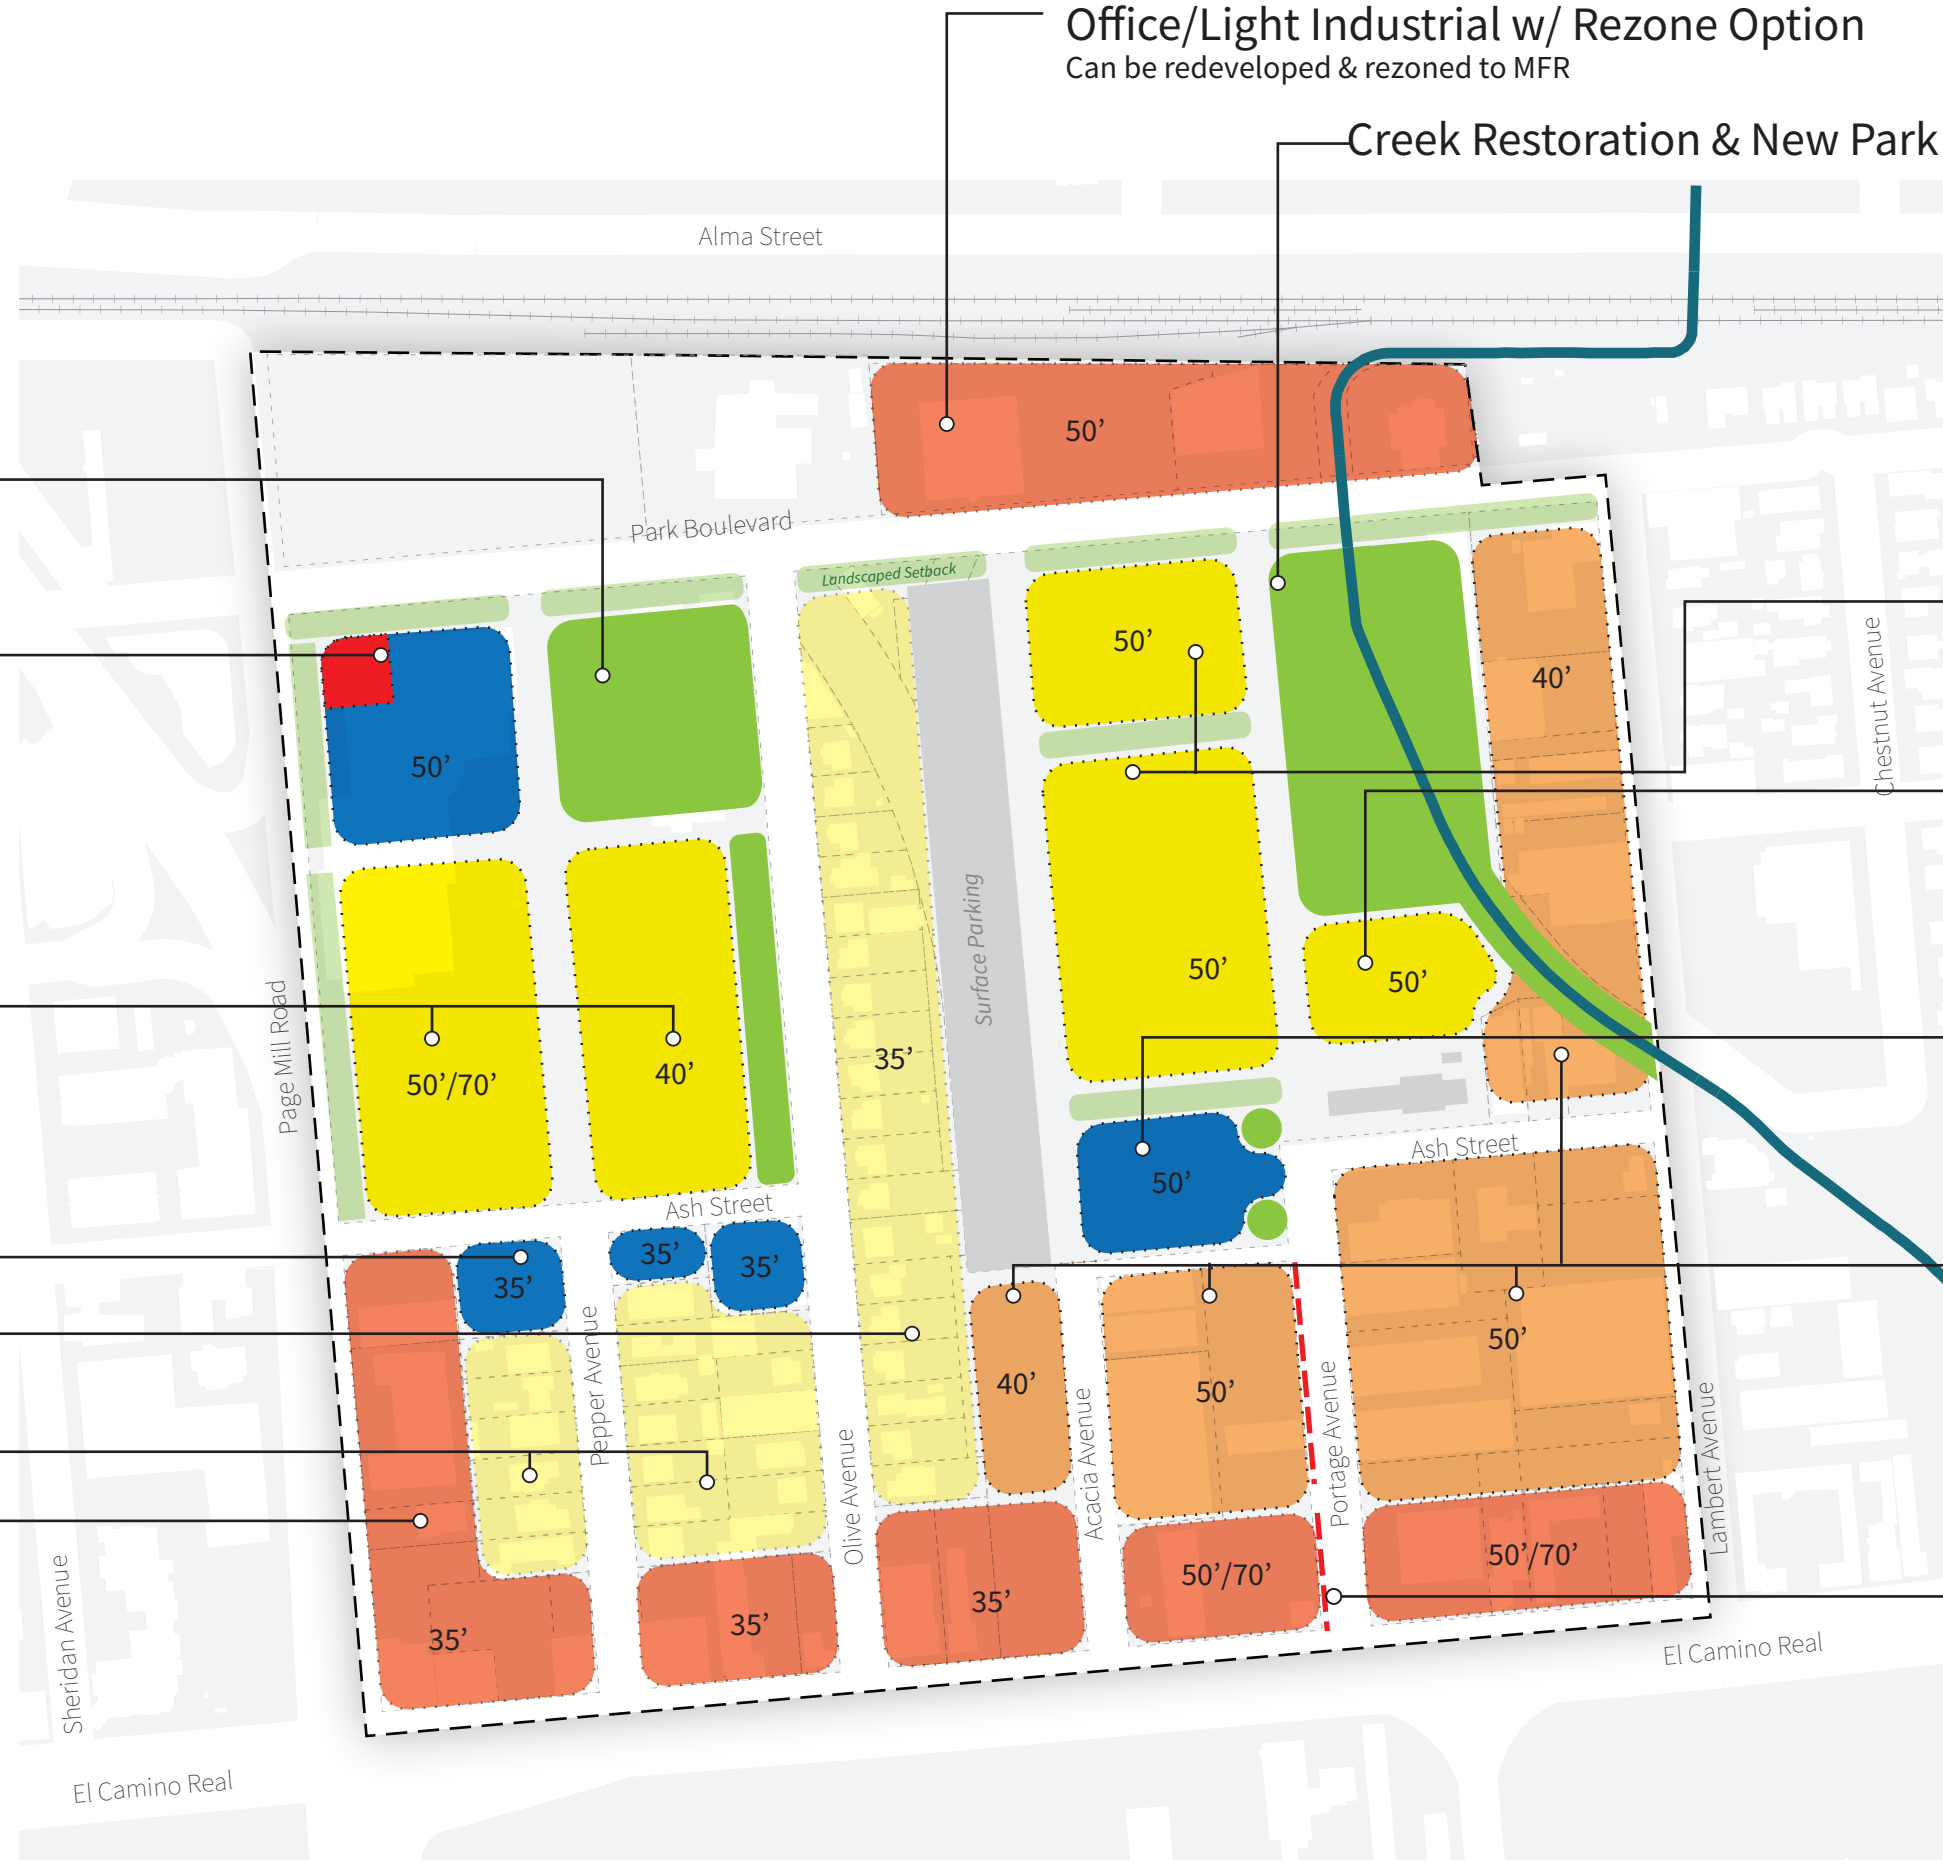 Office/Light Industrial w/ Rezone Option
Can be redeveloped & rezoned to MFR
Creek Restoration & New Park
Alma Street
50’
Park Boulevard
Landscaped Setback
50’
40’
Chestnut Avenue
50’
Surface Parking
50’
50’
35’
50’/70’
40’
Page Mill Road
Ash Street
50’
Ash Street
35’
35’
35’
50’
40’
50’
Pepper Avenue
Olive Avenue
Acacia Avenue
Portage Avenue
Lambert Avenue
50’/70’
50’/70’
35’
35’
35’
Sheridan Avenue
El Camino Real
El Camino Real